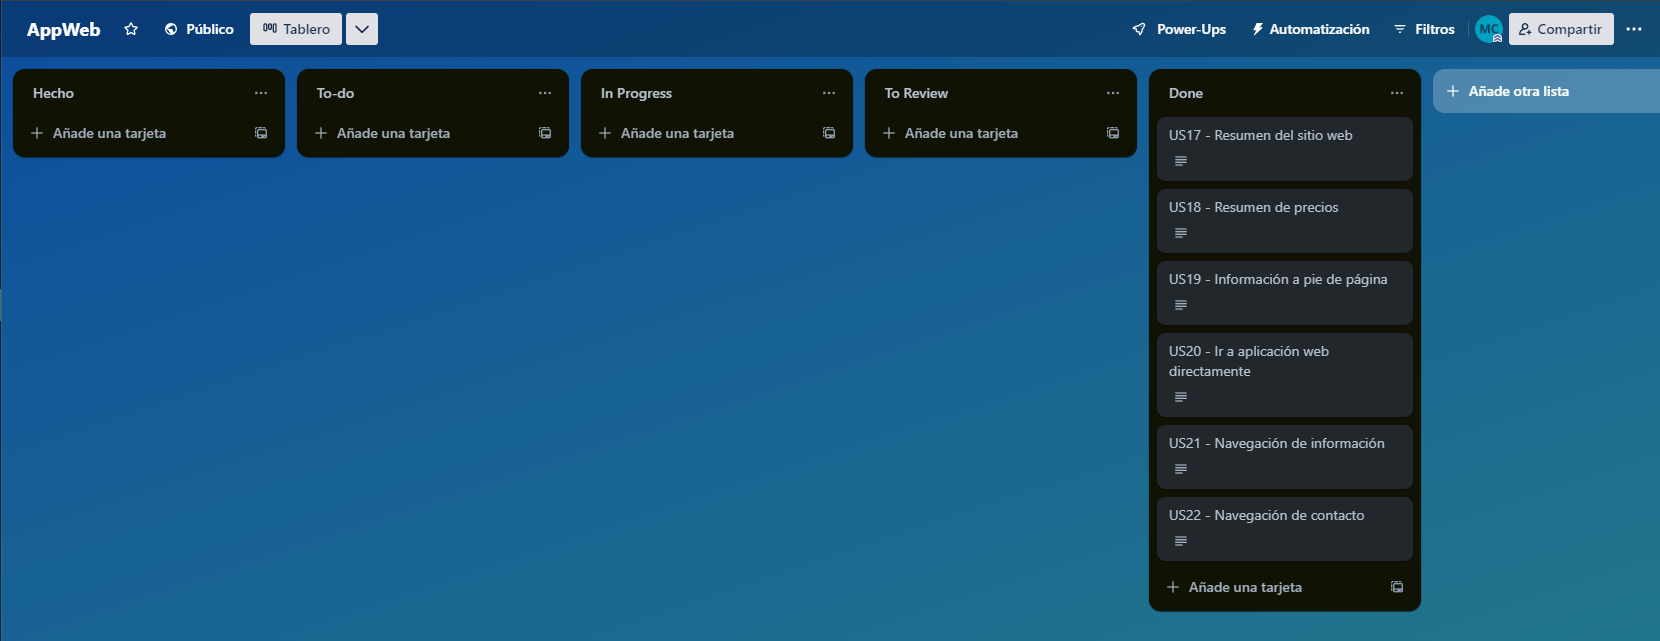 AppWeb
Público
Tablero
Power-Ups
Automatización
Filtros
MC
Compartir
Hecho
Añade una tarjeta
To-do
Añade una tarjeta
In Progress
Añade una tarjeta
To Review
Añade una tarjeta
Done
US17 - Resumen del sitio web
US18 - Resumen de precios
US19 - Información a pie de página
US20 - Ir a aplicación web
directamente
US21 - Navegación de información
US22 - Navegación de contacto
Añade una tarjeta
Añade otra lista